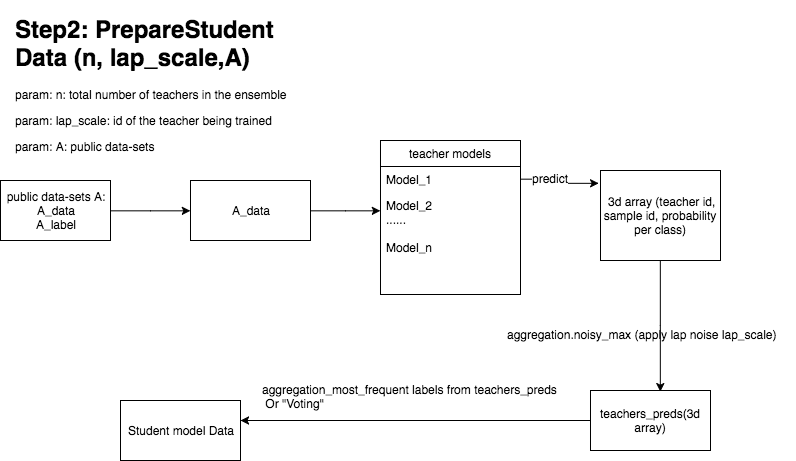 Step2: PrepareStudent
Data (n, lap_scale,A)
param: n: total number of teachers in the ensemble
param: lap_scale: id of the teacher being trained
param: A: public data-sets
public data-sets A:
A_data
A_label
A_data
teacher models
Model_1
Model_2
......
Model_n
predict
3d array (teacher id,
sample id, probability
per class)
aggregation.noisy_max (apply lap noise lap_scale)
teachers_preds(3d
array)
aggregation_most_frequent labels from teachers_preds
Or "Voting"
Student model Data